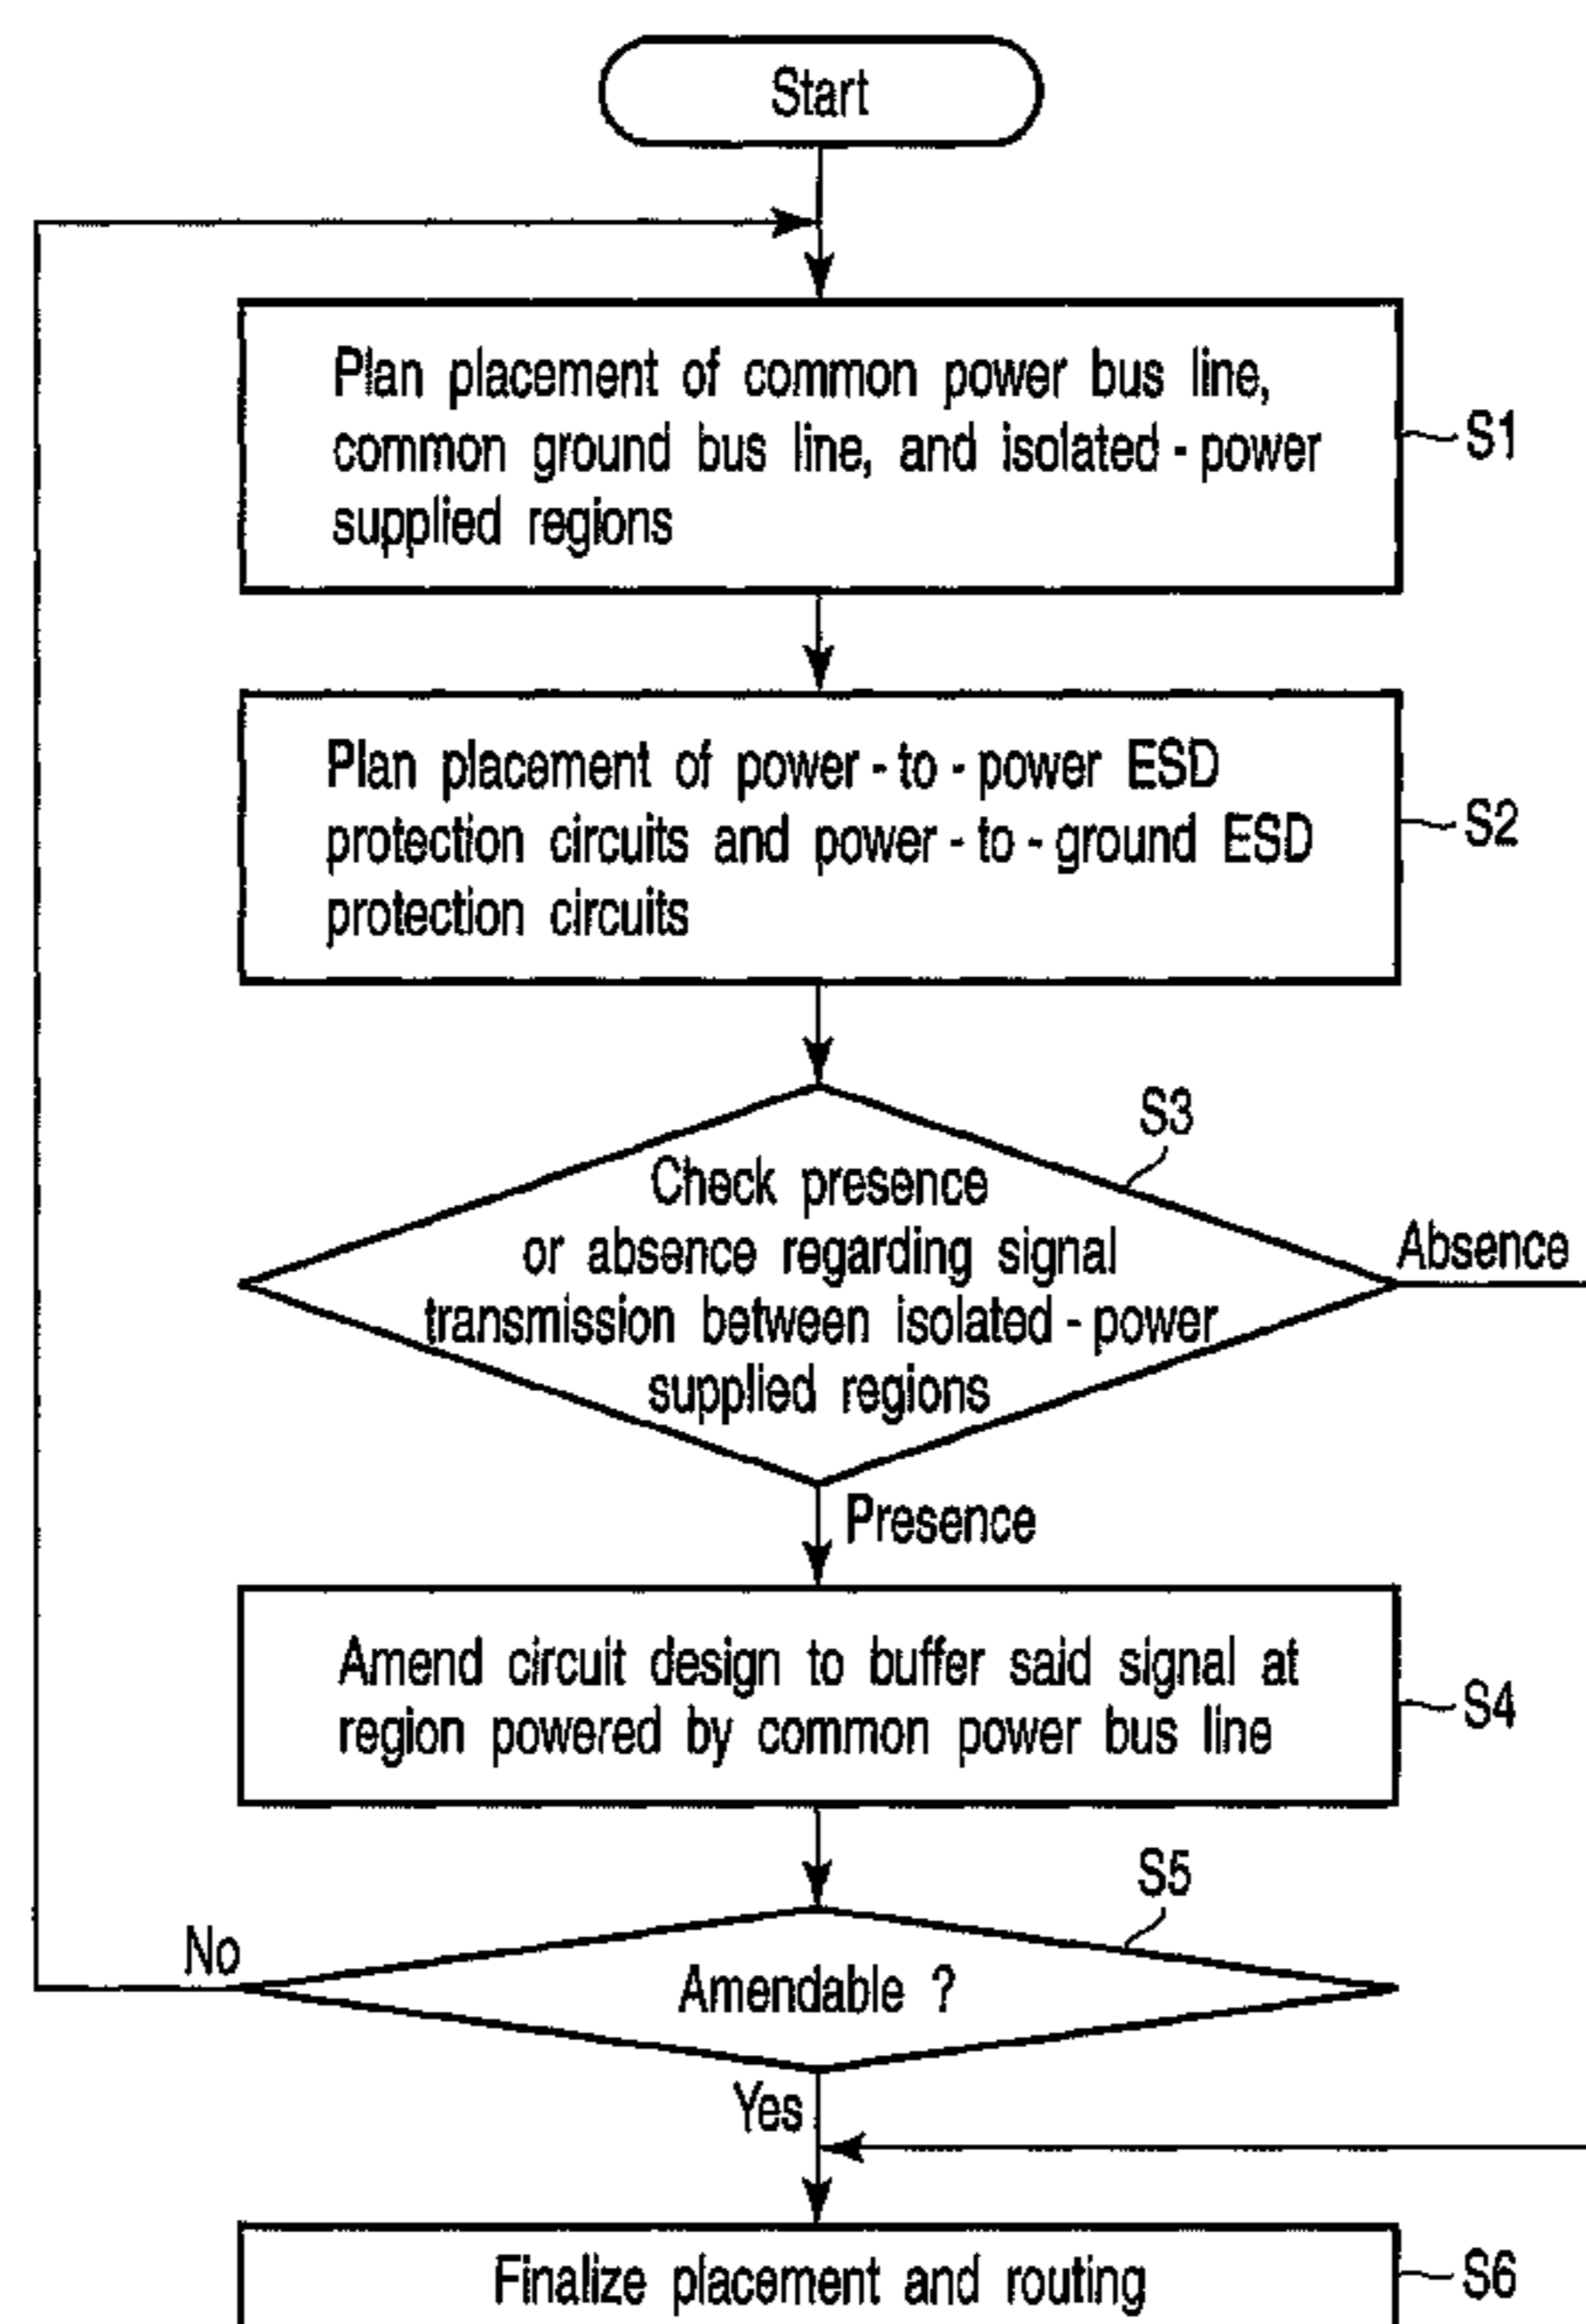 Start
Plan placement of common power bus line,
common ground bus line, and isolated - power
supplied regions
S1
Plan placement of power - to - power ESD
protection circuits and power - to - ground ESD
protection circuits
S2
S3
Check presence
or absence regarding signal
transmission between isolated - power
supplied regions
Absence
Presence
Amend circuit design to buffer said signal at
region powered by common power bus line
S4
S5
No
Amendable ?
Yes
Finalize placement and routing
S6